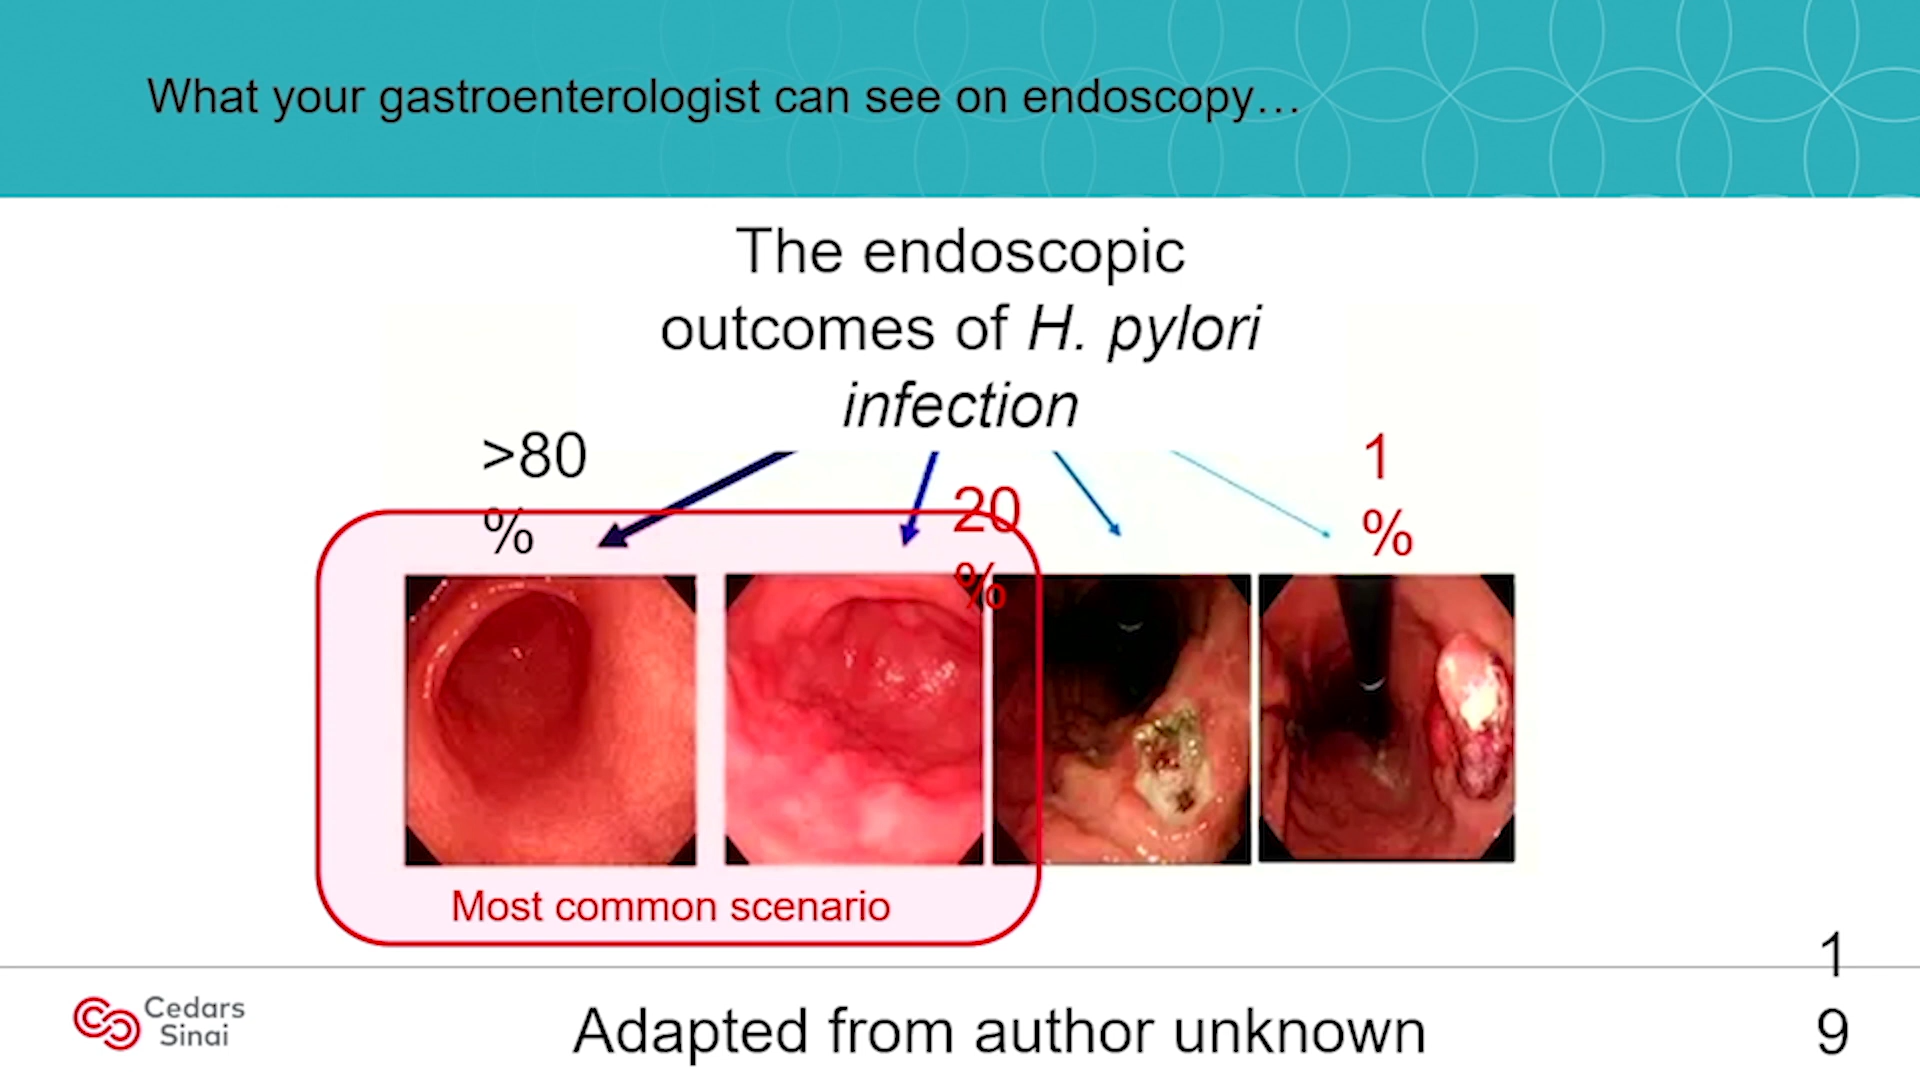 What your gastroenterologist can see on endoscopy…
The endoscopic
outcomes of H. pylori
infection
>80
%
20
%
1
%
Most common scenario
Cedars
Sinai
Adapted from author unknown
1
9